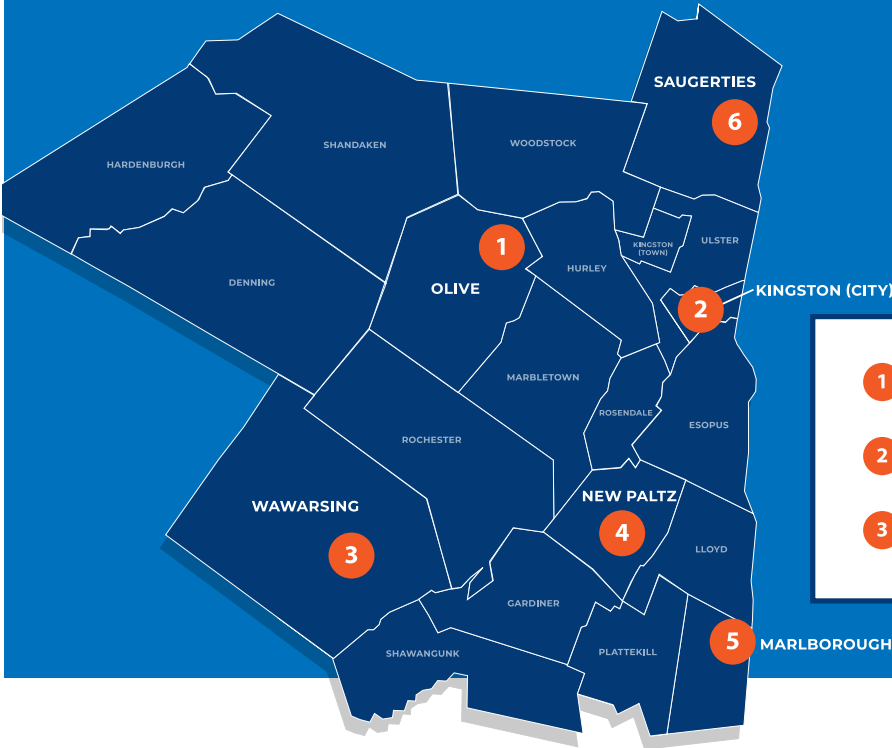 SAUGERTIES
6
SHANDAKEN
WOODSTOCK
HARDENBURGH
1
KINGSTON
(TOWN)
ULSTER
HURLEY
DENNING
OLIVE
2
KINGSTON (CITY)
MARBLETOWN
1
ROSENDALE
ESOPUS
ROCHESTER
2
WAWARSING
NEW PALTZ
3
4
3
LLOYD
GARDINER
5
MARLBOROUGH
SHAWANGUNK
PLATTEKILL